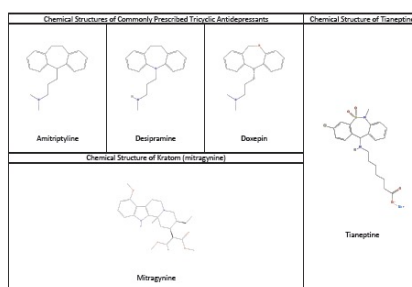 Chemical Structures of Commonly Prescribed Tricyclic Antidepressants
Chemical Structure of Tianeptine
Amitriptyline
Desipramine
Doxepin
Chemical Structure of Kratom (mitragynine)
Mitragynine
Tianeptine